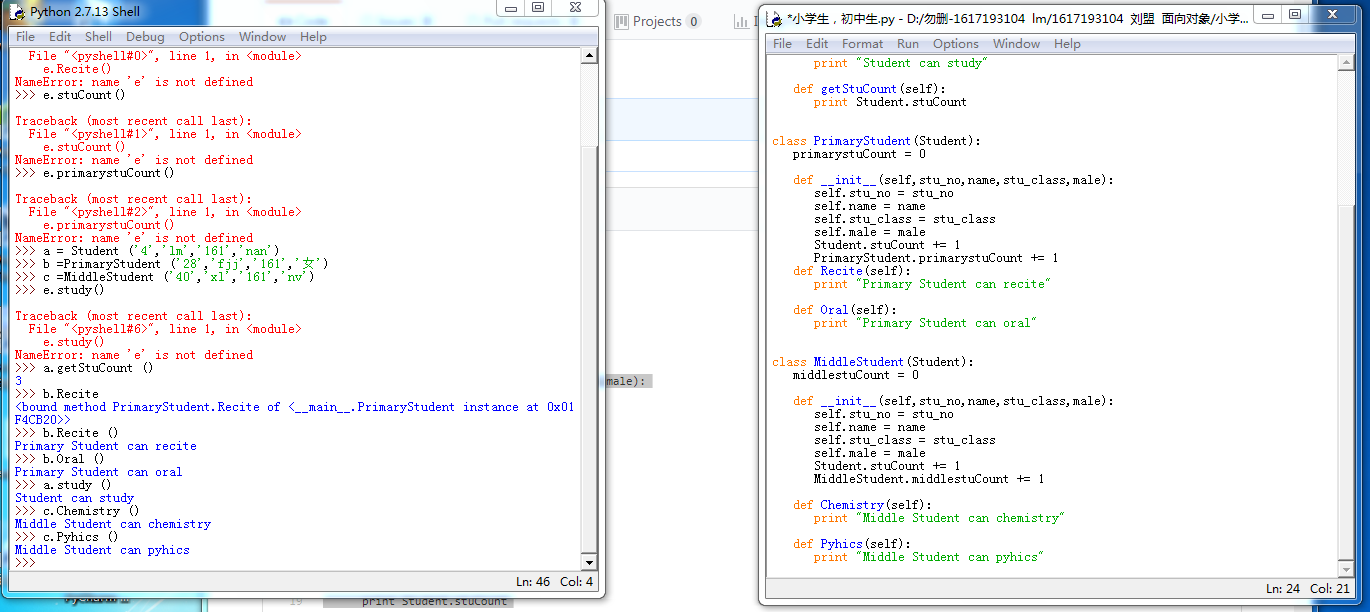 Python 2.7.13 Shell
File Edit Shell Debug Options Window Help
  File "<pyshell#0>", line 1, in <module>
    e.Recite()
NameError: name 'e' is not defined
>>> e.stuCount()
Traceback (most recent call last):
  File "<pyshell#1>", line 1, in <module>
    e.stuCount()
NameError: name 'e' is not defined
>>> e.primarystuCount()
Traceback (most recent call last):
  File "<pyshell#2>", line 1, in <module>
    e.primarystuCount()
NameError: name 'e' is not defined
>>> a = Student ('4','lm','161','nan')
>>> b =PrimaryStudent ('28','fjj','161','女')
>>> c =MiddleStudent ('40','xl','161','nv')
>>> e.study()
Traceback (most recent call last):
  File "<pyshell#6>", line 1, in <module>
    e.study()
NameError: name 'e' is not defined
>>> a.getStuCount ()
3
>>> b.Recite
<bound method PrimaryStudent.Recite of <__main__.PrimaryStudent instance at 0x01
F4CB20>>
>>> b.Recite ()
Primary Student can recite
>>> b.Oral ()
Primary Student can oral
>>> a.study ()
Student can study
>>> c.Chemistry ()
Middle Student can chemistry
>>> c.Pyhics ()
Middle Student can pyhics
>>>
Ln: 46 Col: 4
Projects 0
male):
19 print Student.stuCount
*小学生，初中生.py - D:/勿删-1617193104 lm/1617193104 刘盟 面向对象/小学...
File Edit Format Run Options Window Help
        print "Student can study"
    def getStuCount(self):
        print Student.stuCount
class PrimaryStudent(Student):
    primarystuCount = 0
    def __init__(self,stu_no,name,stu_class,male):
        self.stu_no = stu_no
        self.name = name
        self.stu_class = stu_class
        self.male = male
        Student.stuCount += 1
        PrimaryStudent.primarystuCount += 1
    def Recite(self):
        print "Primary Student can recite"
    def Oral(self):
        print "Primary Student can oral"
class MiddleStudent(Student):
    middlestuCount = 0
    def __init__(self,stu_no,name,stu_class,male):
        self.stu_no = stu_no
        self.name = name
        self.stu_class = stu_class
        self.male = male
        Student.stuCount += 1
        MiddleStudent.middlestuCount += 1
    def Chemistry(self):
        print "Middle Student can chemistry"
    def Pyhics(self):
        print "Middle Student can pyhics"
Ln: 24 Col: 21